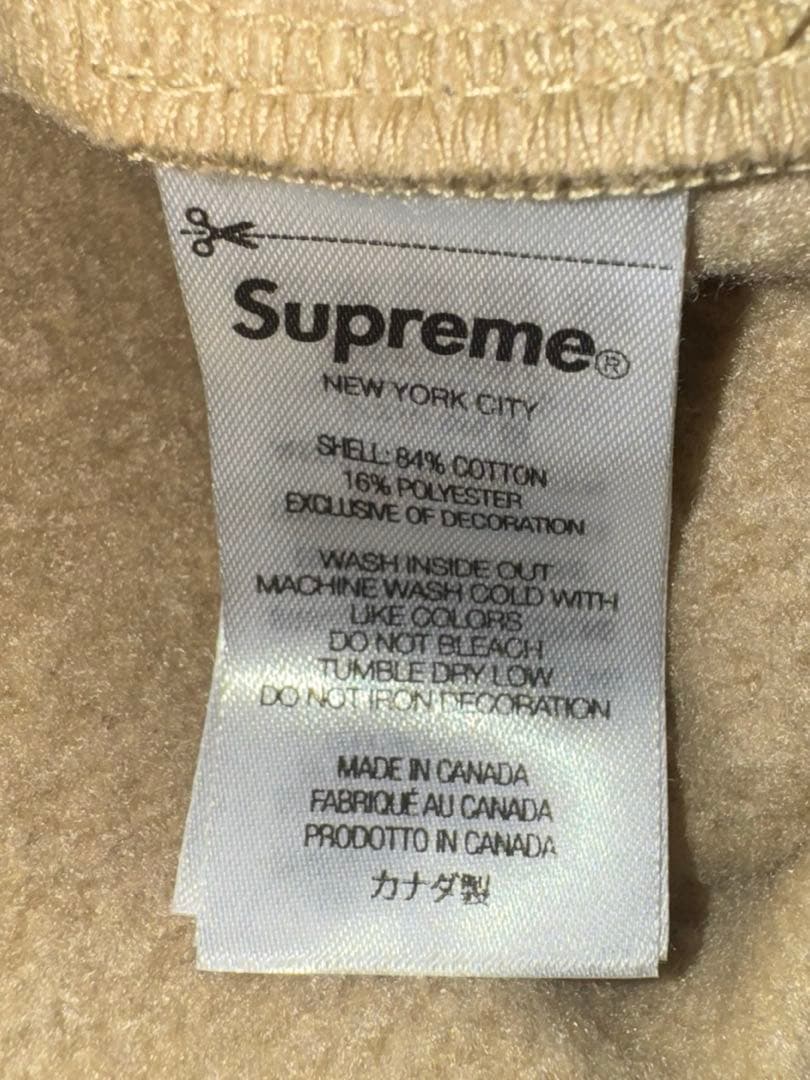 Supreme®
NEW YORK CITY
SHELL: 84% COTTON
16% POLYESTER
EXCLUSIVE OF DECORATION
WASH INSIDE OUT
MACHINE WASH COLD WITH
LIKE COLORS
DO NOT BLEACH
TUMBLE DRY LOW
DO NOT IRON DECORATION
MADE IN CANADA
FABRIQUÉ AU CANADA
PRODOTTO IN CANADA
カナダ製